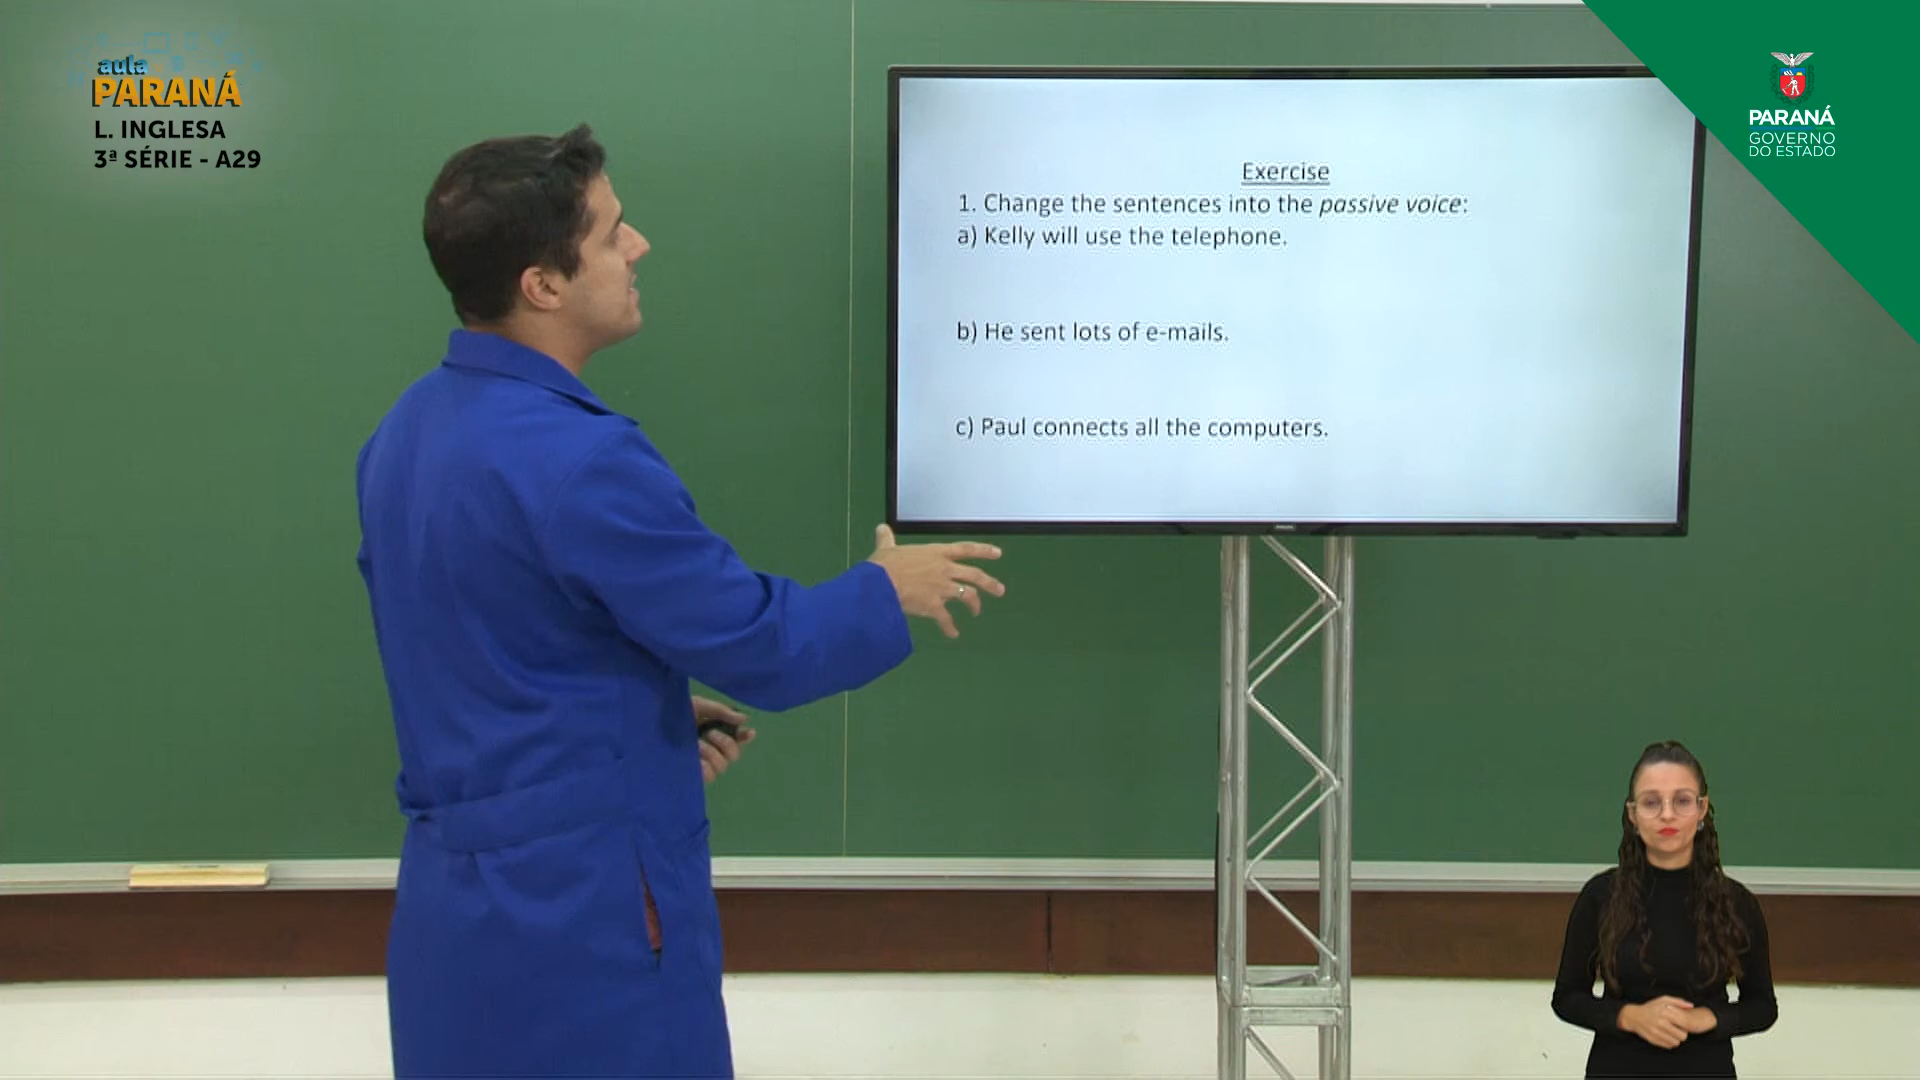 aula
PARANÁ
L. INGLESA
3ª SÉRIE - A29
PARANÁ
GOVERNO
DO ESTADO
Exercise
1. Change the sentences into the passive voice:
a) Kelly will use the telephone.
b) He sent lots of e-mails.
c) Paul connects all the computers.